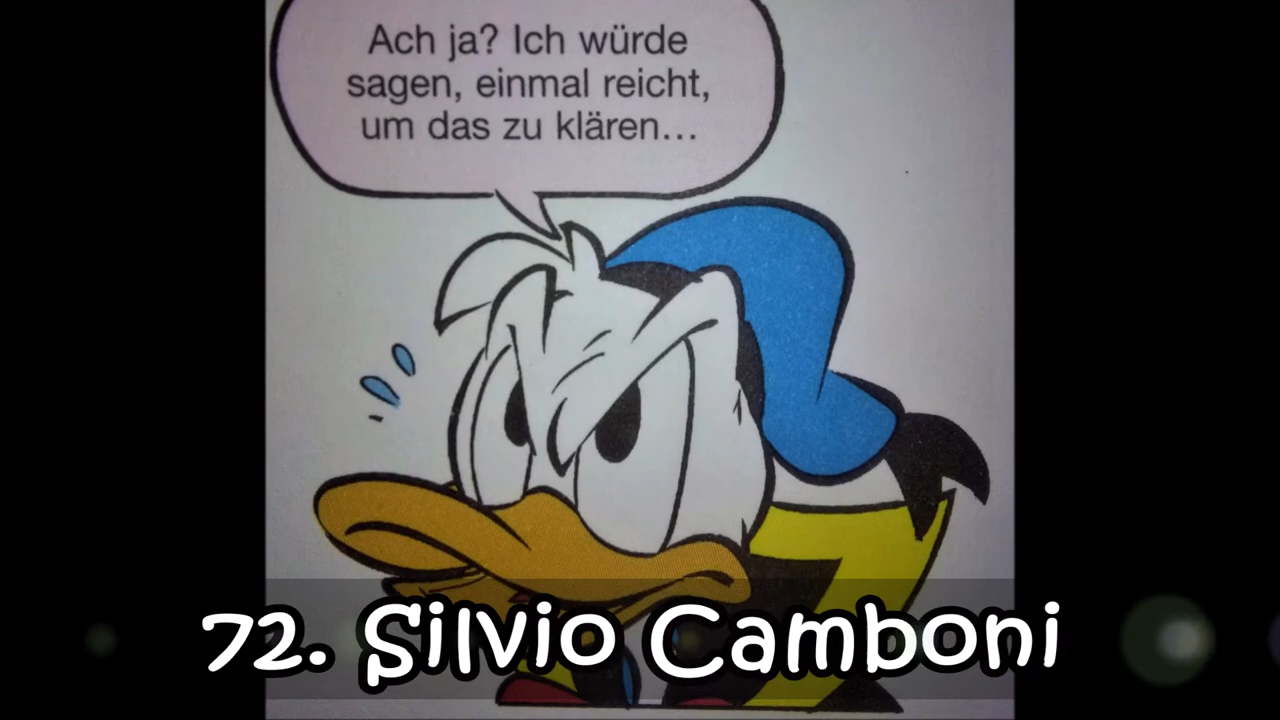 Ach ja? Ich würde
sagen, einmal reicht,
um das zu klären...
72. Silvio Camboni